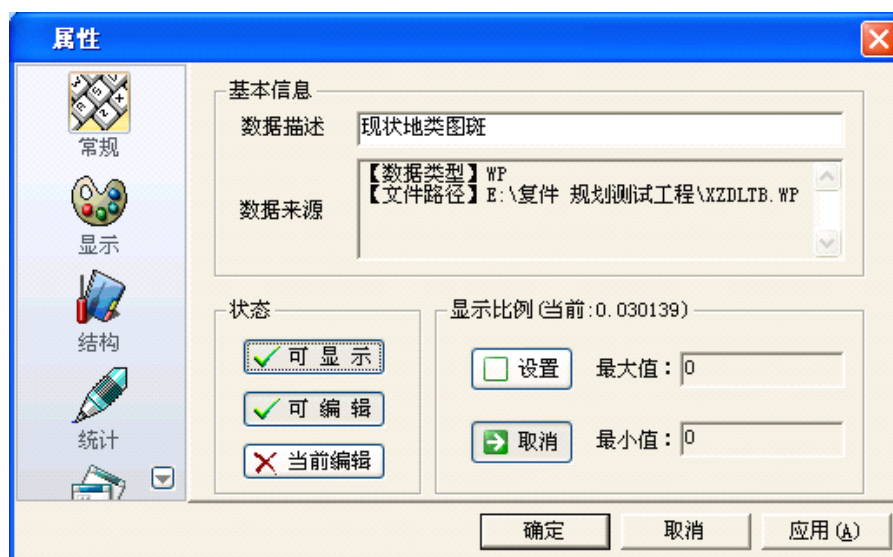 属性
常规
显示
结构
统计
基本信息
数据描述
现状地类图斑
数据来源
【数据类型】WP
【文件路径】E:\复件 规划测试工程\XZDLTB.WP
状态
可 显 示
可 编 辑
当前编辑
显示比例(当前:0.030139)
设置
最大值：
0
取消
最小值：
0
确定
取消
应用(A)